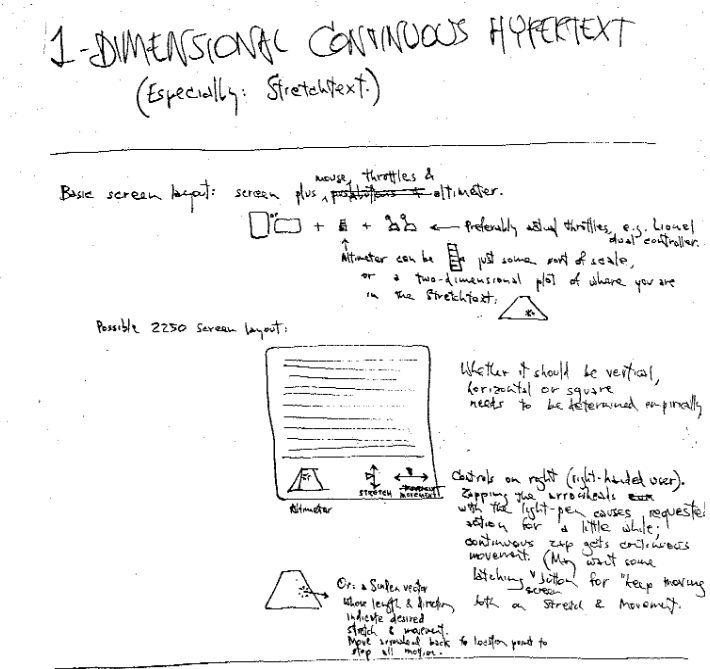 1-DIMENSIONAL CONTINUOUS HYPERTEXT
(Especially: Stretchtext.)
mouse, throttles &
Basic screen layout: screen plus pushbuttons + altimeter.
+ + ← Preferably actual throttles, e.g. Lionel
dual controller.
Altimeter can be just some sort of scale,
or a two-dimensional plot of where you are
in the Stretchtext:
Possible 2250 screen layout:
Whether it should be vertical,
horizontal or square
needs to be determined empirically
STRETCH MOVEMENT
Altimeter
Controls on right (right-handed user).
Zapping the arrowheads
with the light-pen causes requested
action for a little while;
continuous zap gets continuous
movement. (May want some
latching screen button for "keep moving
both on Stretch & Movement.
Or: a Sunden vector
whose length & direction
indicate desired
stretch & movement.
Move arrowhead back to location point to
stop all motion.